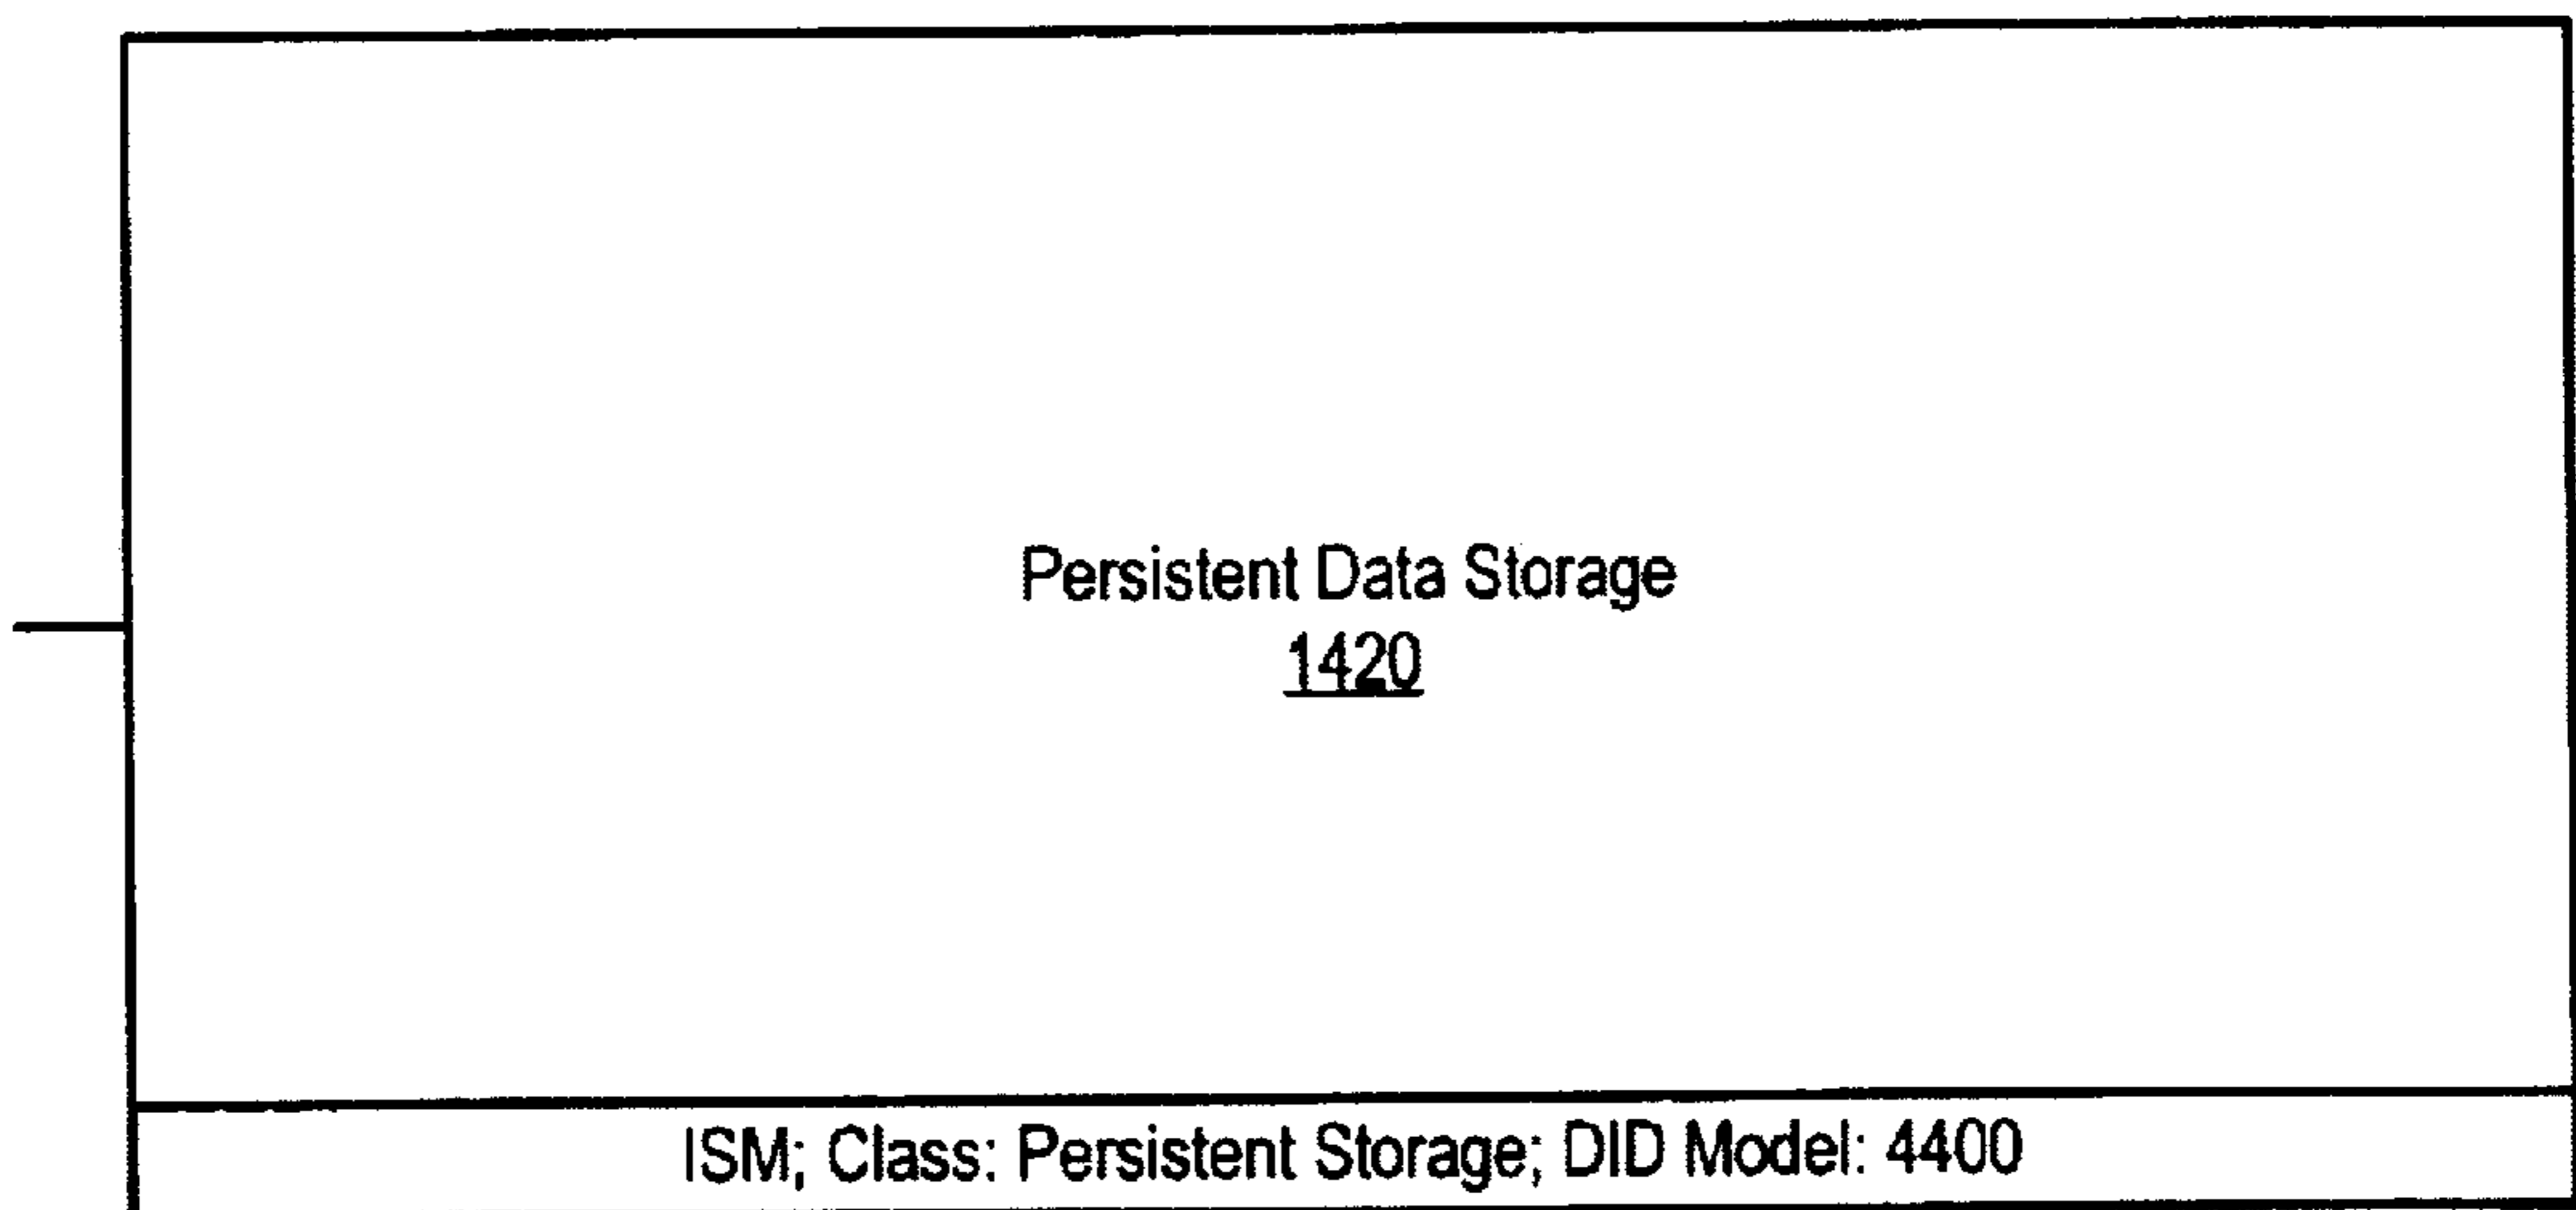 Persistent Data Storage
1420
ISM; Class: Persistent Storage; DID Model: 4400